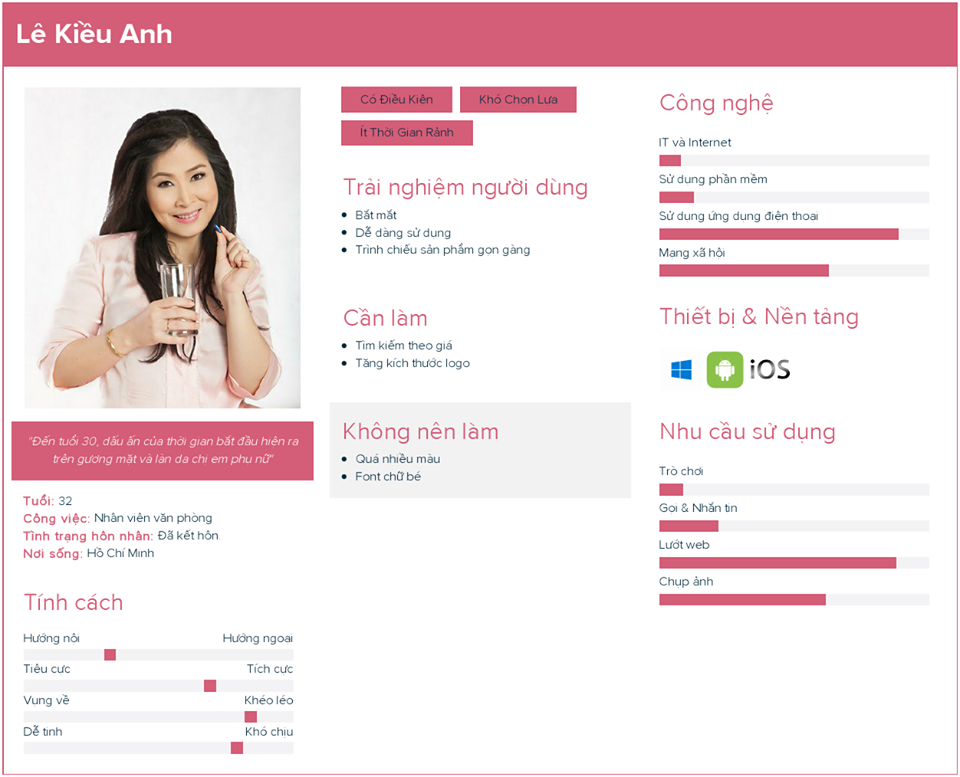 Lê Kiều Anh
Có Điều Kiên
Khó Chon Lưa
Ít Thời Gian Rảnh
Trải nghiệm người dùng
Bắt mắt
Dễ dàng sử dụng
Trình chiếu sản phẩm gọn gàng
Cần làm
Tìm kiếm theo giá
Tăng kích thước logo
Không nên làm
Quá nhiều màu
Font chữ bé
"Đến tuổi 30, dấu ấn của thời gian bắt đầu hiện ra
trên gương mặt và làn da chị em phụ nữ"
Tuổi: 32
Công việc: Nhân viên văn phòng
Tình trạng hôn nhân: Đã kết hôn
Nơi sống: Hồ Chí Minh
Tính cách
Hướng nội Hướng ngoại
Tiêu cực Tích cực
Vụng về Khéo léo
Dễ tính Khó chịu
Công nghệ
IT và Internet
Sử dụng phần mềm
Sử dụng ứng dụng điện thoại
Mạng xã hội
Thiết bị & Nền tảng
iOS
Nhu cầu sử dụng
Trò chơi
Gọi & Nhắn tin
Lướt web
Chụp ảnh